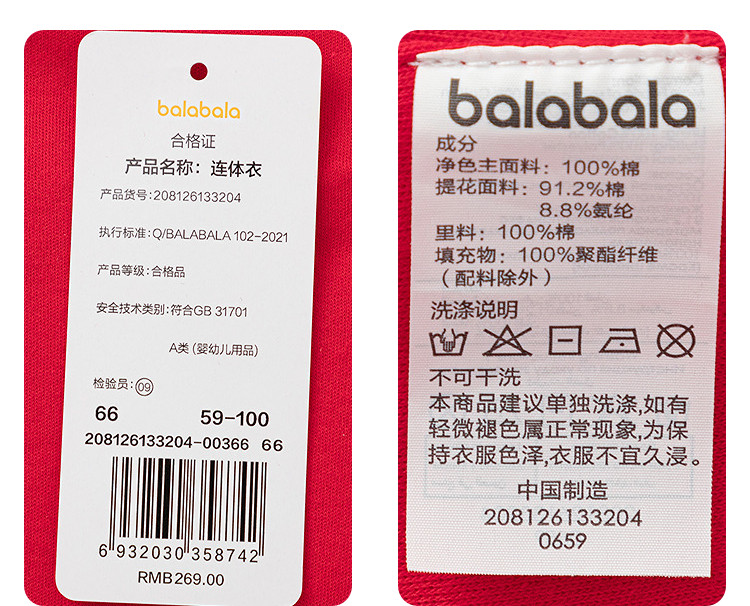 balabala
合格证
产品名称：连体衣
产品货号：208126133204
执行标准：Q/BALABALA 102-2021
产品等级：合格品
安全技术类别：符合GB 31701
A类（婴幼儿用品）
检验员：09
66 59-100
208126133204-00366 66
6 932030 358742
RMB269.00
balabala
成分
净色主面料：100%棉
提花面料：91.2%棉
8.8%氨纶
里料：100%棉
填充物：100%聚酯纤维
（配料除外）
洗涤说明
不可干洗
本商品建议单独洗涤,如有
轻微褪色属正常现象,为保
持衣服色泽,衣服不宜久浸。
中国制造
208126133204
0659